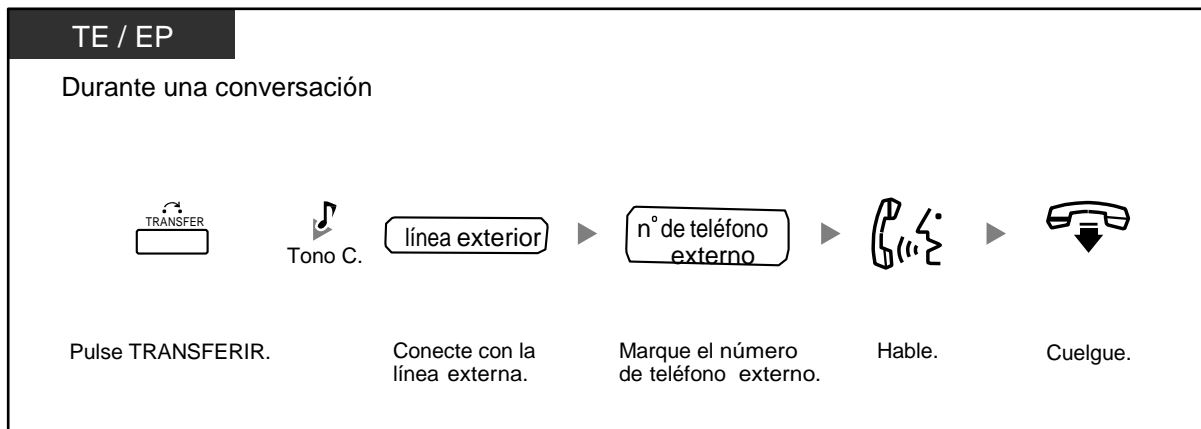 TE / EP
Durante una conversación
TRANSFER
Tono C.
línea exterior
n° de teléfono
externo
Pulse TRANSFERIR.
Conecte con la
línea externa.
Marque el número
de teléfono externo.
Hable.
Cuelgue.